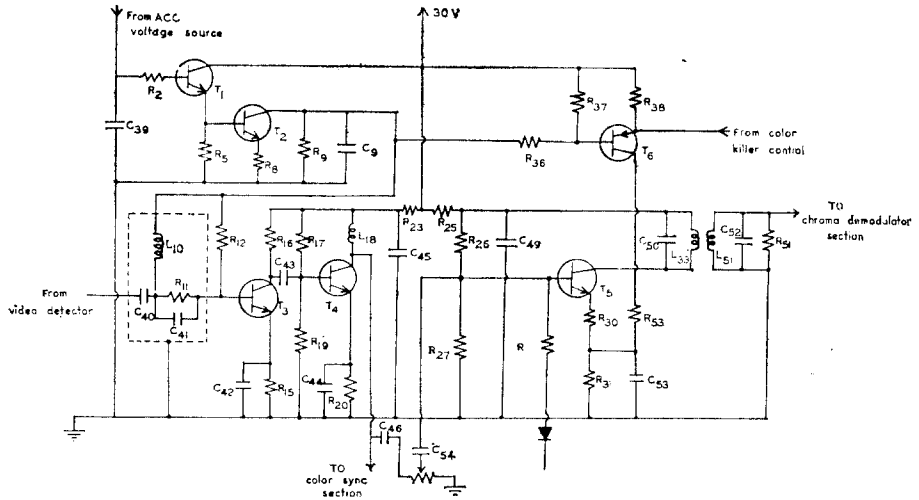 From ACC
voltage source
30V
R2
T1
R37
R38
C39
T2
From color
killer control
R5
R8
R9
C9
R36
T6
TO
chroma demodulator
section
L10
R12
R16
R17
L18
R23
R25
R26
C49
C50
L33
L51
C52
R51
C43
C45
R11
From
video detector
C40
C41
T3
T4
T5
R30
R53
R19
R27
R
C42
R15
C44
R20
R3
C53
C46
C54
TO
color sync
section